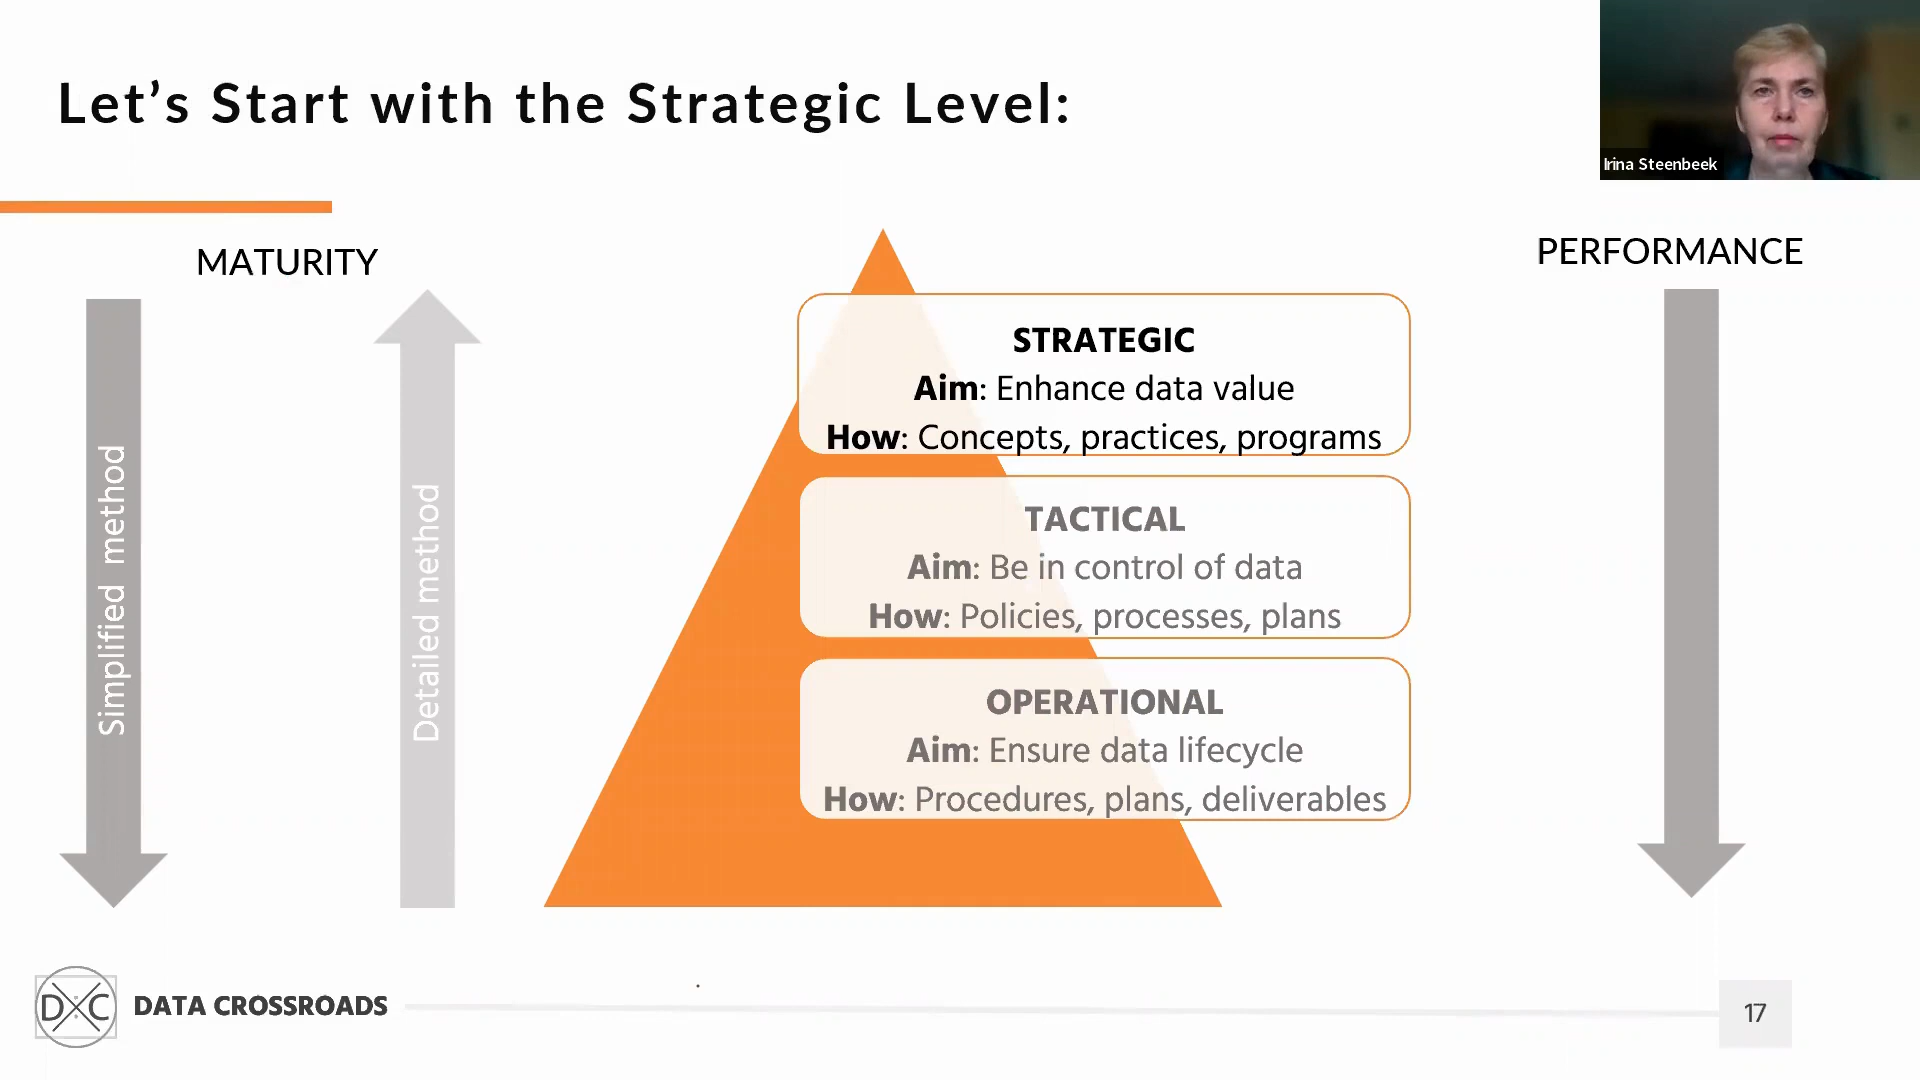 Let’s Start with the Strategic Level:
Irina Steenbeek
MATURITY
PERFORMANCE
Simplified method
Detailed method
STRATEGIC
Aim: Enhance data value
How: Concepts, practices, programs
TACTICAL
Aim: Be in control of data
How: Policies, processes, plans
OPERATIONAL
Aim: Ensure data lifecycle
How: Procedures, plans, deliverables
DC
DATA CROSSROADS
17